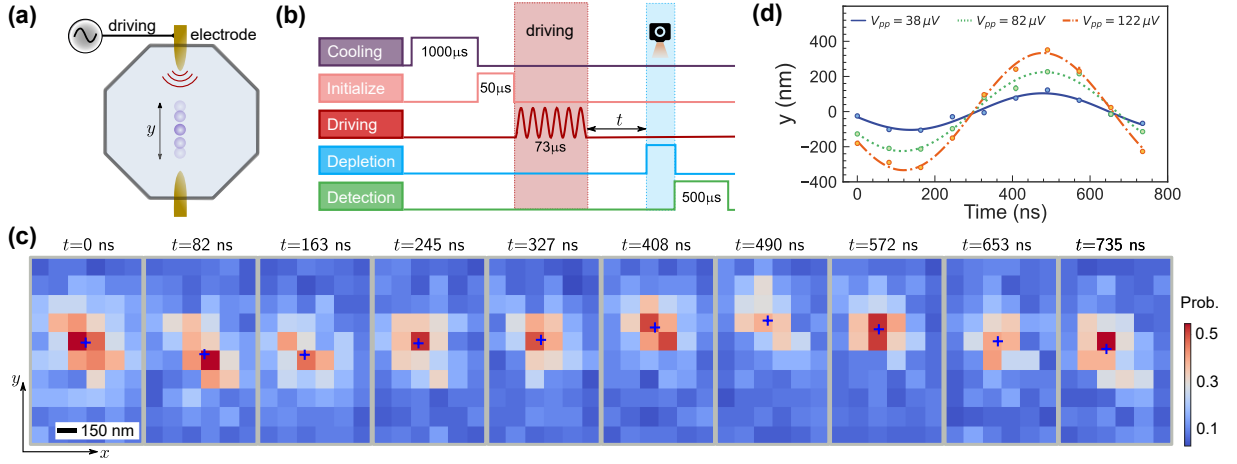 (a)
driving
electrode
y
(b)
driving
Cooling
1000μs
Initialize
50μs
Driving
t
73μs
Depletion
Detection
500μs
(d)
V_pp = 38 μV
V_pp = 82 μV
V_pp = 122 μV
400
200
0
−200
−400
y (nm)
0 200 400 600 800
Time (ns)
(c)
t=0 ns t=82 ns t=163 ns t=245 ns t=327 ns t=408 ns t=490 ns t=572 ns t=653 ns t=735 ns
Prob.
0.5
0.3
0.1
y
150 nm
x